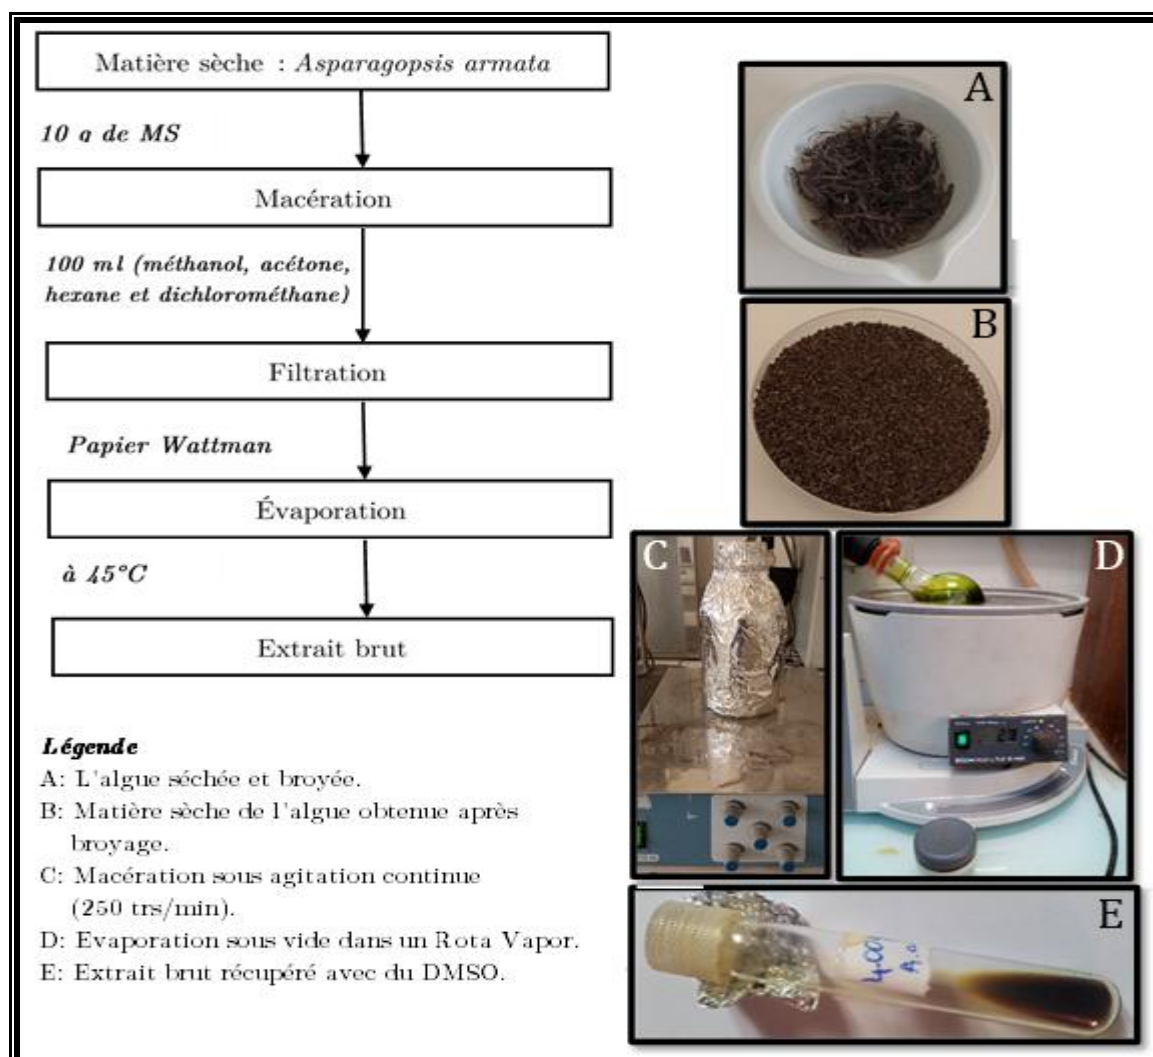 Matière sèche : Asparagopsis armata
10 g de MS
Macération
100 ml (méthanol, acétone,
hexane et dichlorométhane)
Filtration
Papier Wattman
Évaporation
à 45°C
Extrait brut
Légende
A: L'algue séchée et broyée.
B: Matière sèche de l'algue obtenue après
broyage.
C: Macération sous agitation continue
(250 trs/min).
D: Evaporation sous vide dans un Rota Vapor.
E: Extrait brut récupéré avec du DMSO.
A
B
C
D
E
A.a